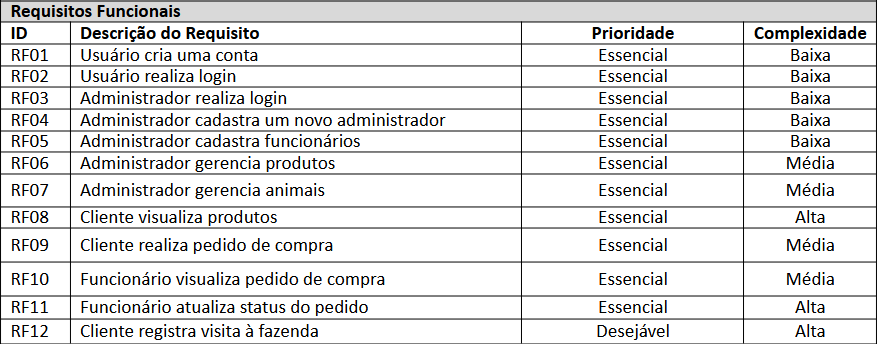 Requisitos Funcionais
ID Descrição do Requisito Prioridade Complexidade
RF01 Usuário cria uma conta Essencial Baixa
RF02 Usuário realiza login Essencial Baixa
RF03 Administrador realiza login Essencial Baixa
RF04 Administrador cadastra um novo administrador Essencial Baixa
RF05 Administrador cadastra funcionários Essencial Baixa
RF06 Administrador gerencia produtos Essencial Média
RF07 Administrador gerencia animais Essencial Média
RF08 Cliente visualiza produtos Essencial Alta
RF09 Cliente realiza pedido de compra Essencial Média
RF10 Funcionário visualiza pedido de compra Essencial Média
RF11 Funcionário atualiza status do pedido Essencial Alta
RF12 Cliente registra visita à fazenda Desejável Alta